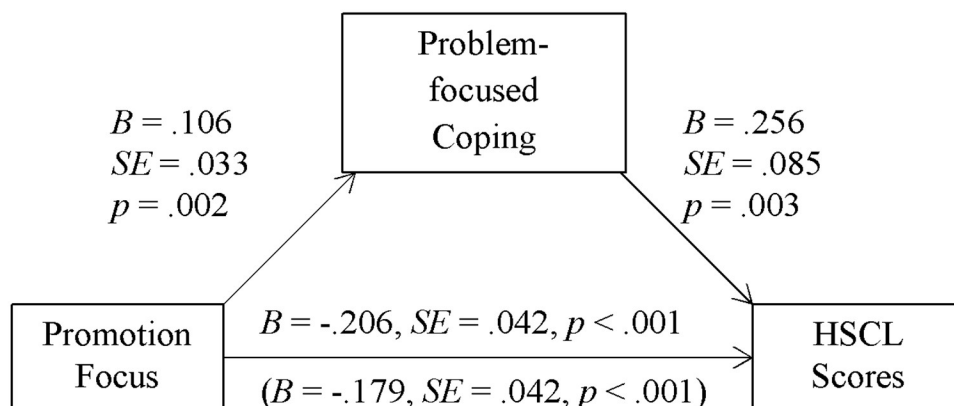 Problem-
focused
Coping
B = .106
SE = .033
p = .002
B = .256
SE = .085
p = .003
Promotion
Focus
B = -.206, SE = .042, p < .001
(B = -.179, SE = .042, p < .001)
HSCL
Scores